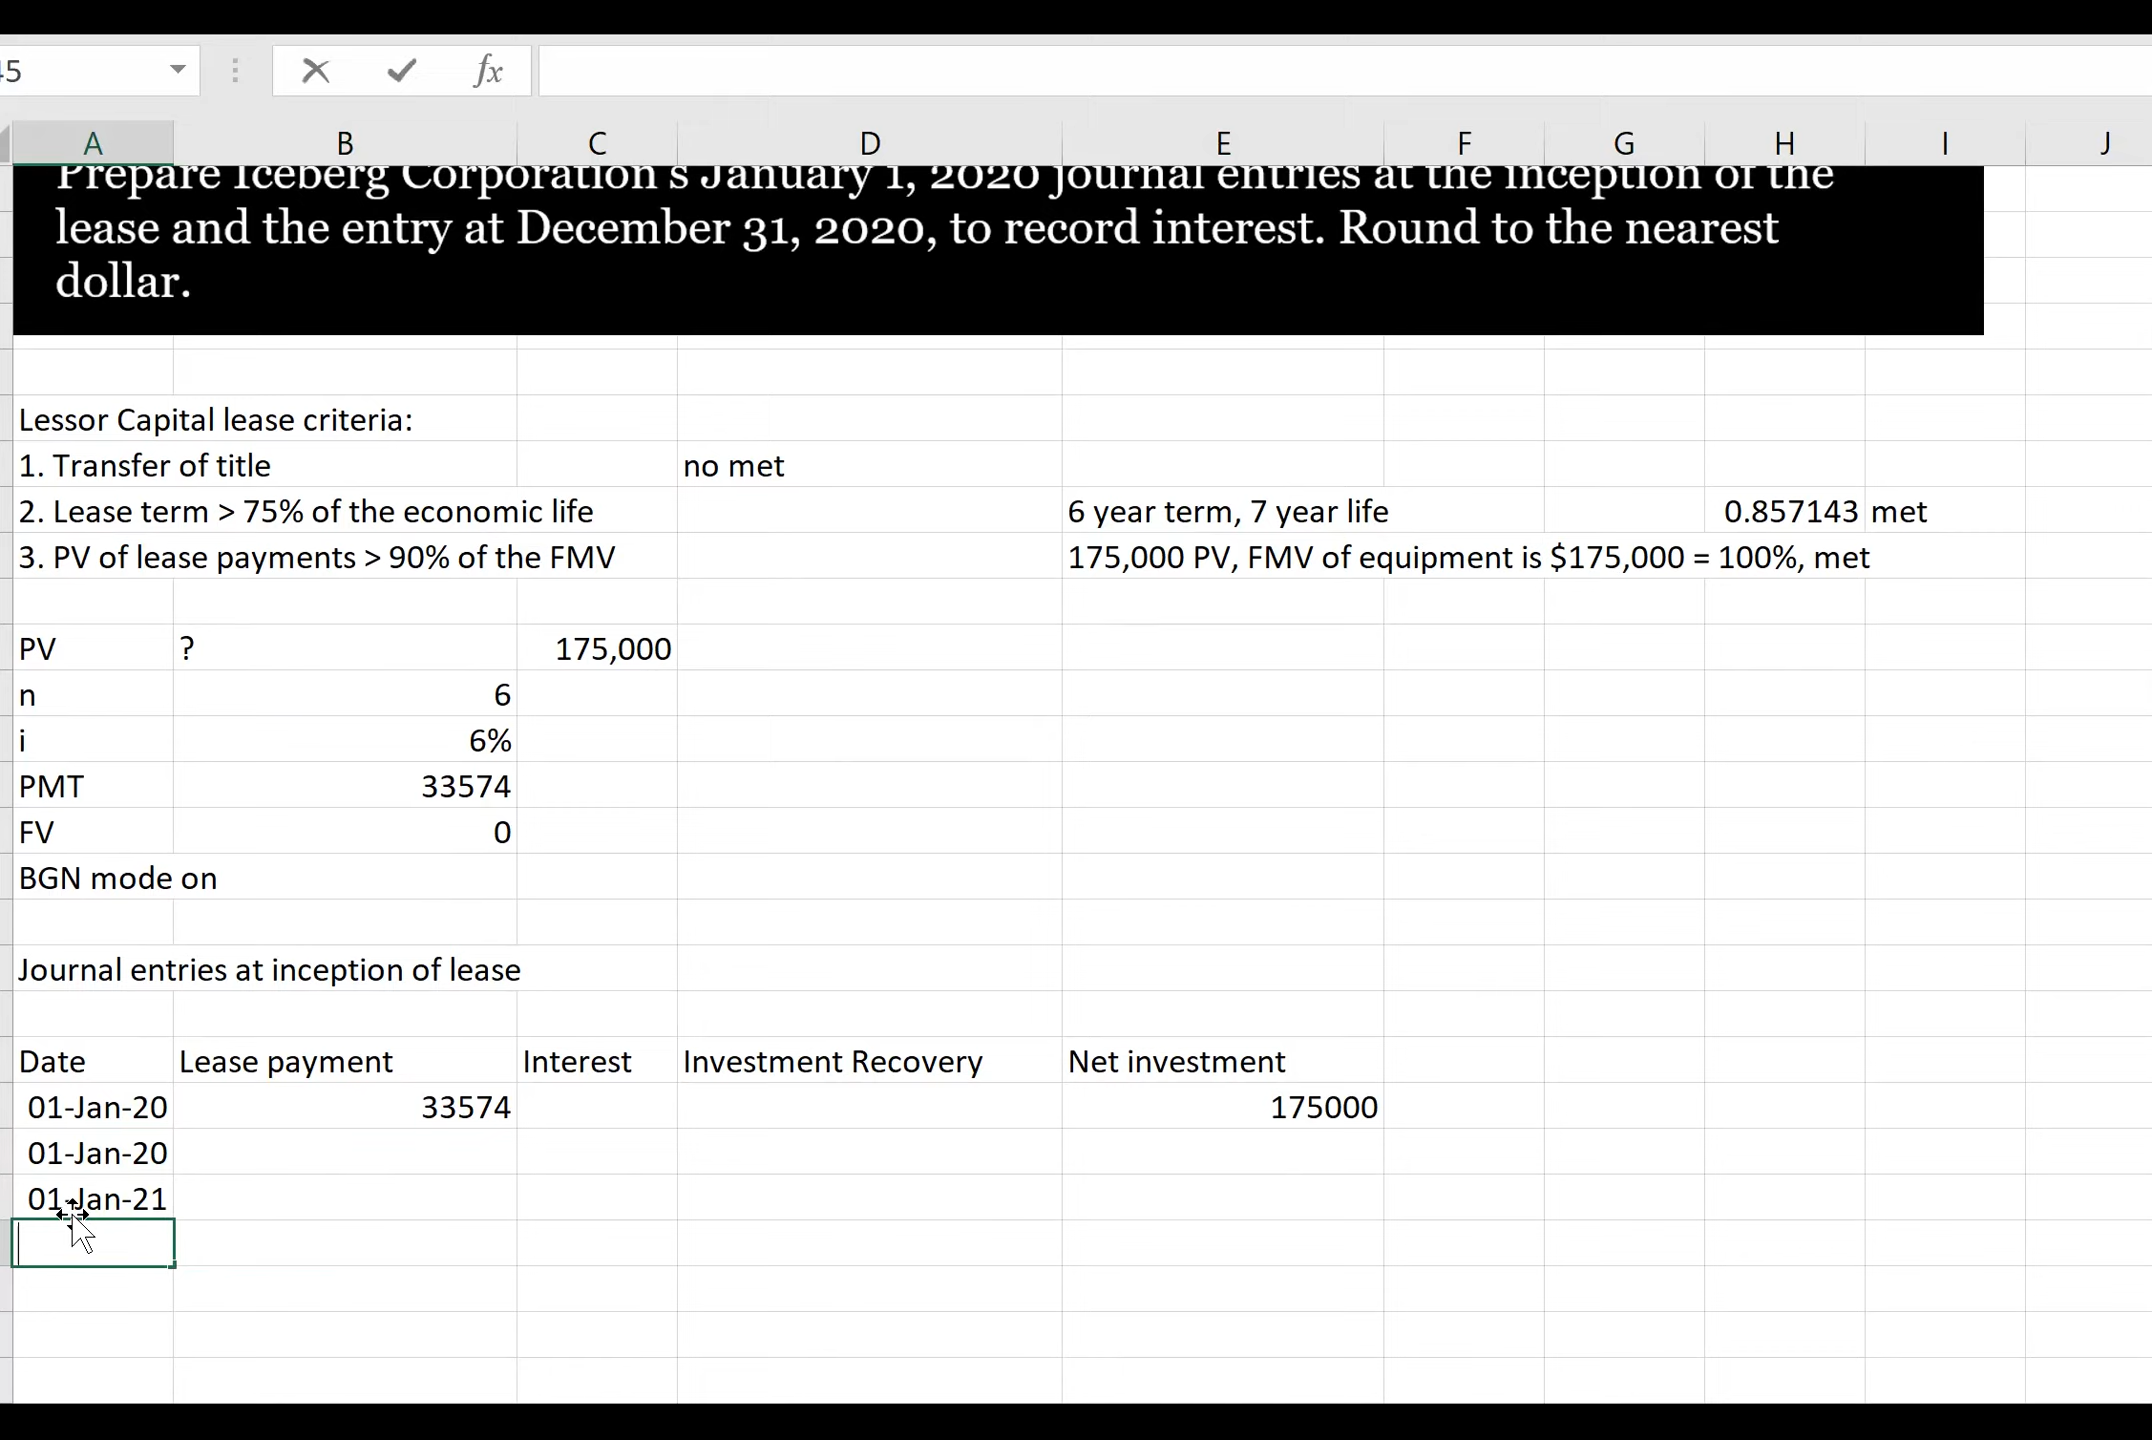 45
fx
A B C D E F G H I J
Prepare Iceberg Corporation's January 1, 2020 journal entries at the inception of the
lease and the entry at December 31, 2020, to record interest. Round to the nearest
dollar.
Lessor Capital lease criteria:
1. Transfer of title no met
2. Lease term > 75% of the economic life 6 year term, 7 year life 0.857143 met
3. PV of lease payments > 90% of the FMV 175,000 PV, FMV of equipment is $175,000 = 100%, met
PV ? 175,000
n 6
i 6%
PMT 33574
FV 0
BGN mode on
Journal entries at inception of lease
Date Lease payment Interest Investment Recovery Net investment
01-Jan-20 33574 175000
01-Jan-20
01-Jan-21